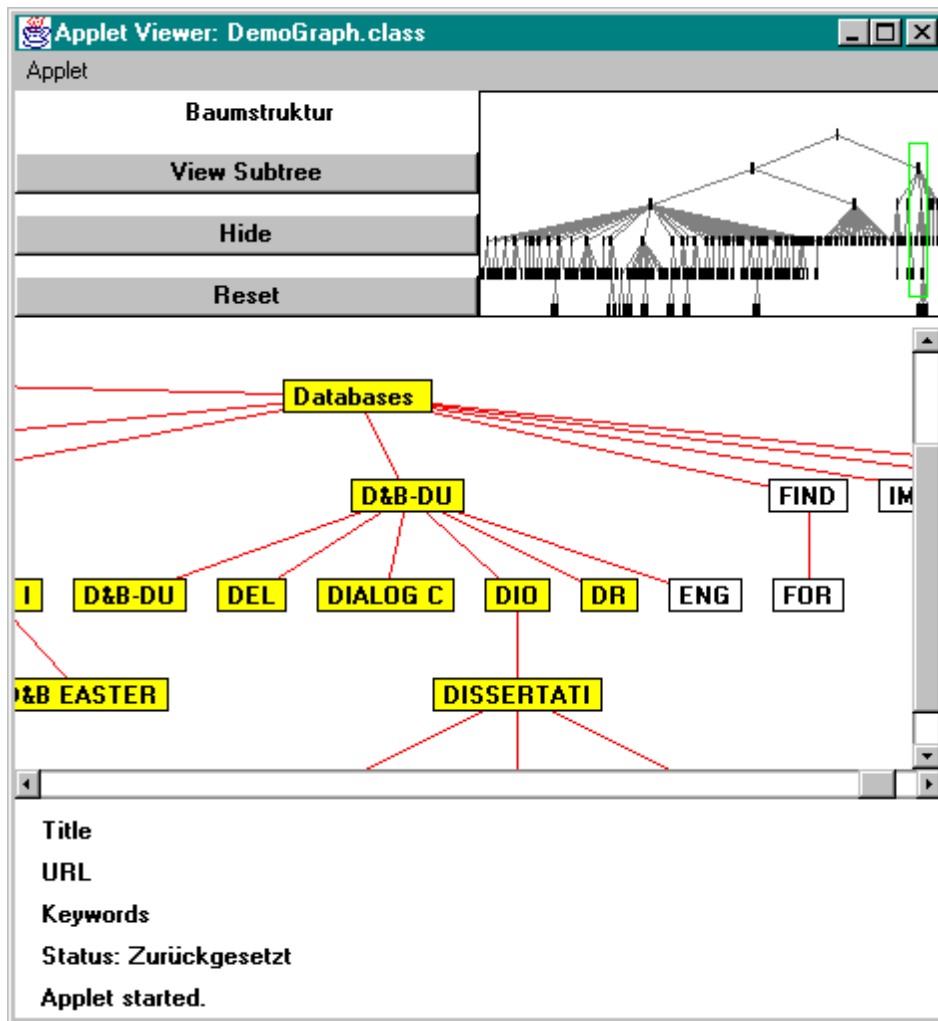 Applet Viewer: DemoGraph.class
Applet
Baumstruktur
View Subtree
Hide
Reset
Databases
D&B-DU FIND IM
I D&B-DU DEL DIALOG C DIO DR ENG FOR
&B EASTER DISSERTATI
Title
URL
Keywords
Status: Zurückgesetzt
Applet started.